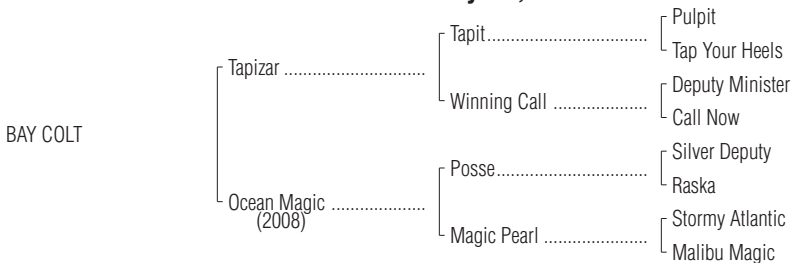 Pulpit
Tapit..................................
Tap Your Heels
Tapizar ..............................
Deputy Minister
Winning Call ....................
Call Now
BAY COLT
Silver Deputy
Posse................................
Raska
Ocean Magic ....................
(2008)
Stormy Atlantic
Magic Pearl ......................
Malibu Magic